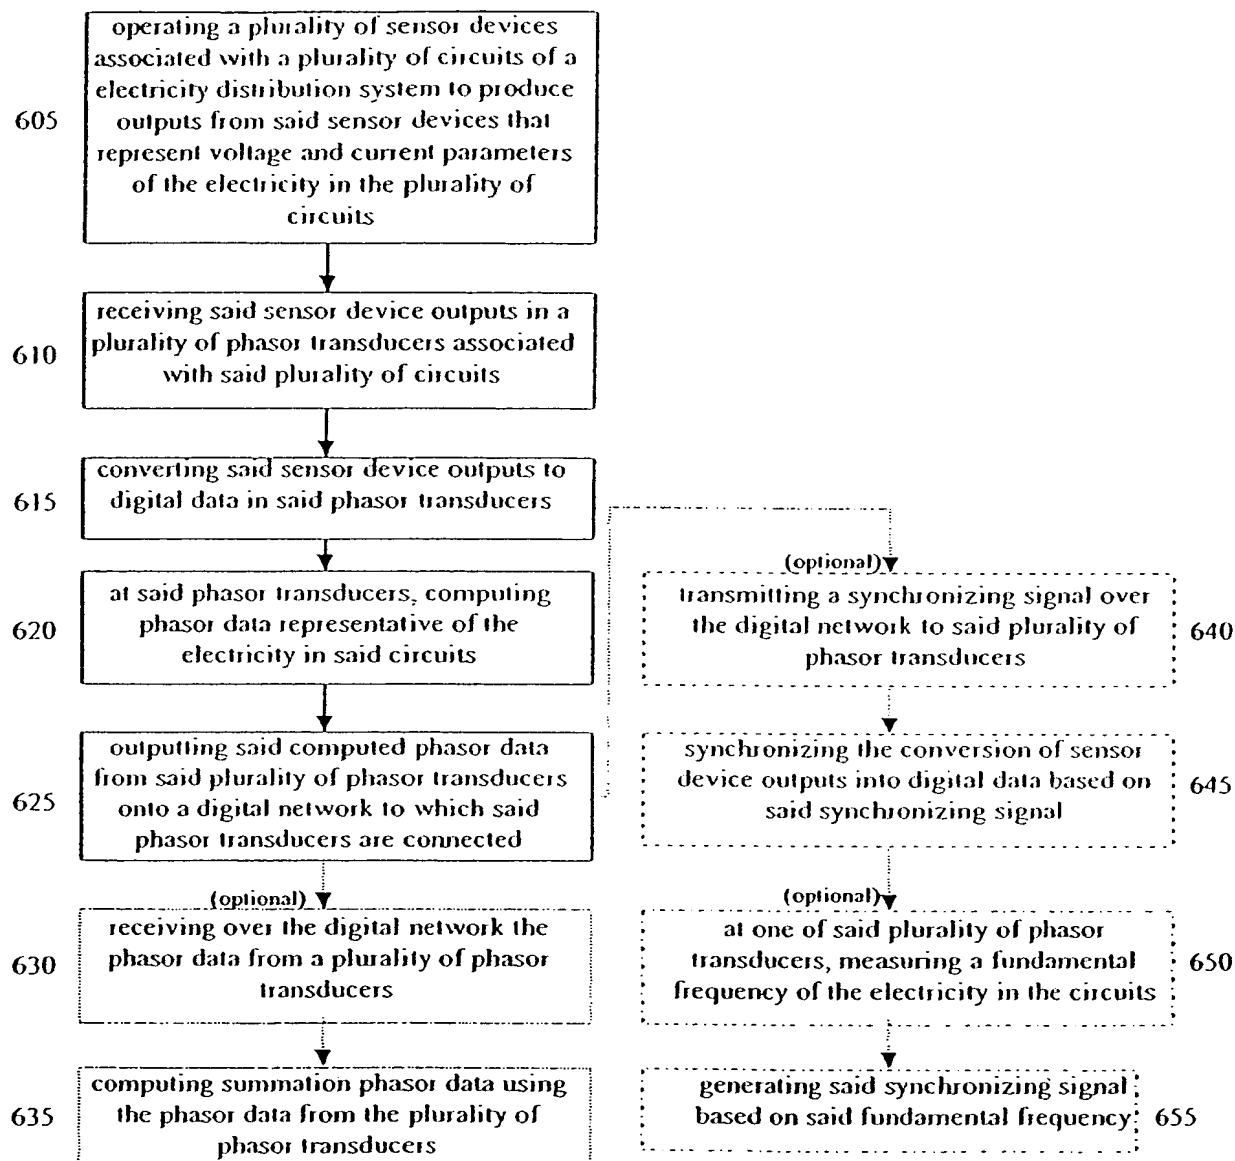 operating a plurality of sensor devices
associated with a plurality of circuits of a
electricity distribution system to produce
605
outputs from said sensor devices that
represent voltage and current parameters
of the electricity in the plurality of
circuits
receiving said sensor device outputs in a
610
plurality of phasor transducers associated
with said plurality of circuits
converting said sensor device outputs to
615
digital data in said phasor transducers
at said phasor transducers, computing
620
phasor data representative of the
electricity in said circuits
outputting said computed phasor data
from said plurality of phasor transducers
625
onto a digital network to which said
phasor transducers are connected
(optional)
receiving over the digital network the
630
phasor data from a plurality of phasor
transducers
computing summation phasor data using
635
the phasor data from the plurality of
phasor transducers
(optional)
transmitting a synchronizing signal over
the digital network to said plurality of
640
phasor transducers
synchronizing the conversion of sensor
device outputs into digital data based on
645
said synchronizing signal
(optional)
at one of said plurality of phasor
transducers, measuring a fundamental
650
frequency of the electricity in the circuits
generating said synchronizing signal
based on said fundamental frequency
655